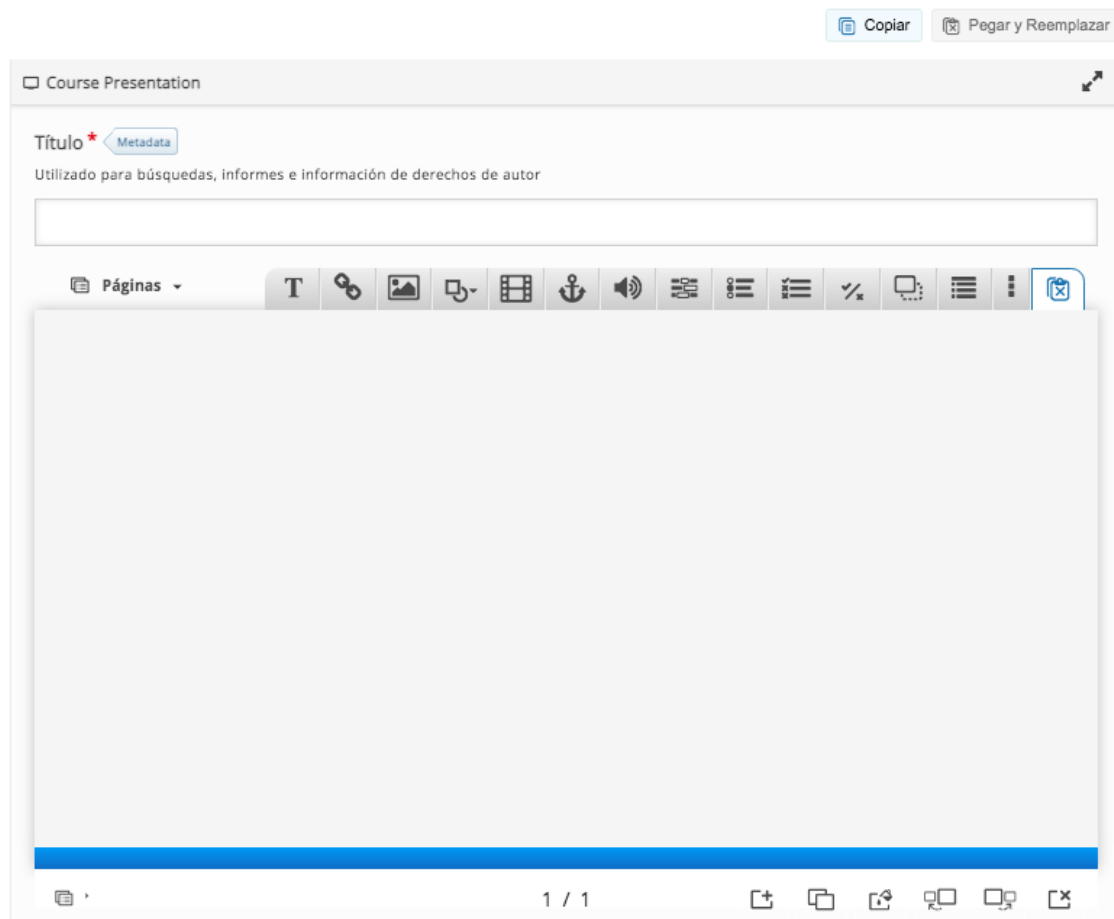 Copiar
Pegar y Reemplazar
Course Presentation
Título * Metadata
Utilizado para búsquedas, informes e información de derechos de autor
Páginas
T
1 / 1